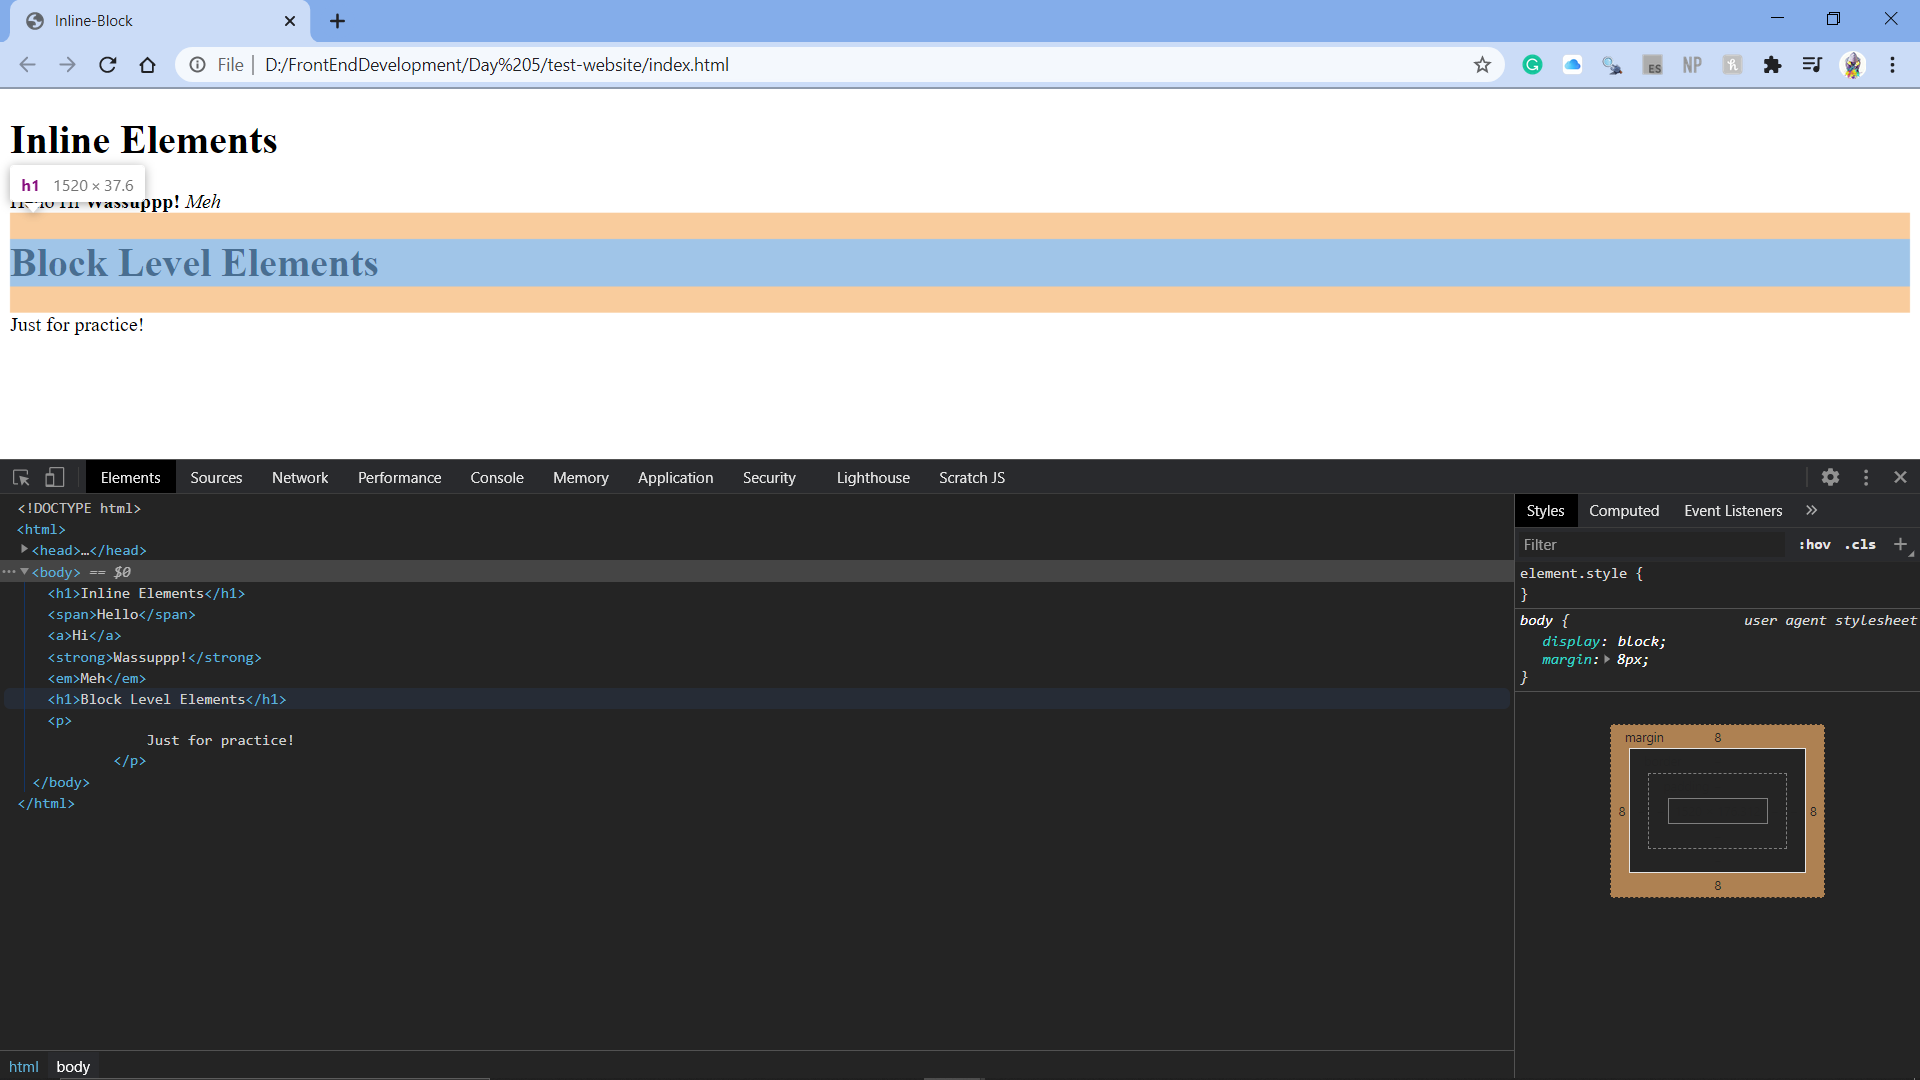 Inline-Block
File D:/FrontEndDevelopment/Day%205/test-website/index.html
ES NP
Inline Elements
h1 1520 × 37.6
Wassuppp! Meh
Block Level Elements
Just for practice!
Elements Sources Network Performance Console Memory Application Security Lighthouse Scratch JS
<!DOCTYPE html>
<html>
<head>…</head>
<body> == $0
<h1>Inline Elements</h1>
<span>Hello</span>
<a>Hi</a>
<strong>Wassuppp!</strong>
<em>Meh</em>
<h1>Block Level Elements</h1>
<p>
Just for practice!
</p>
</body>
</html>
html body
Styles Computed Event Listeners »
Filter :hov .cls +
element.style {
}
body { user agent stylesheet
display: block;
margin: 8px;
}
margin 8
8 8
8